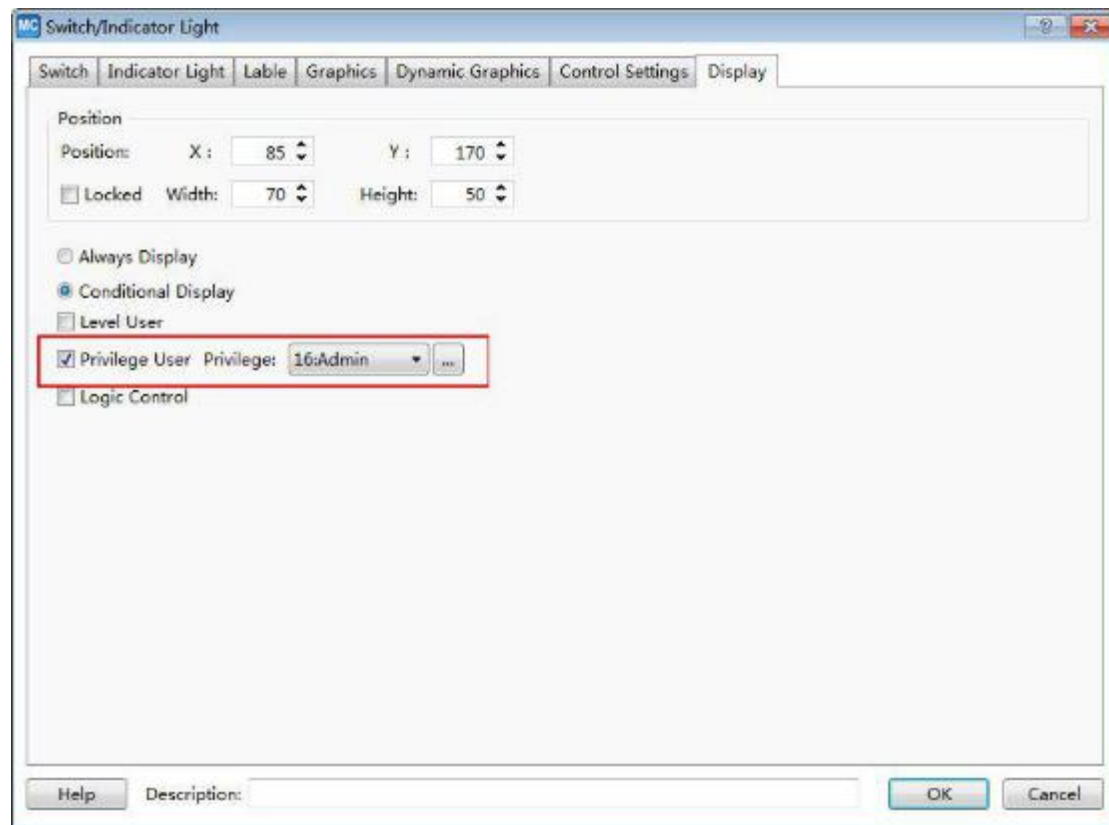 MC Switch/Indicator Light
Switch Indicator Light Lable Graphics Dynamic Graphics Control Settings Display
Position
Position: X : 85 Y : 170
Locked Width: 70 Height: 50
Always Display
Conditional Display
Level User
Privilege User Privilege: 16:Admin ...
Logic Control
Help Description: OK Cancel